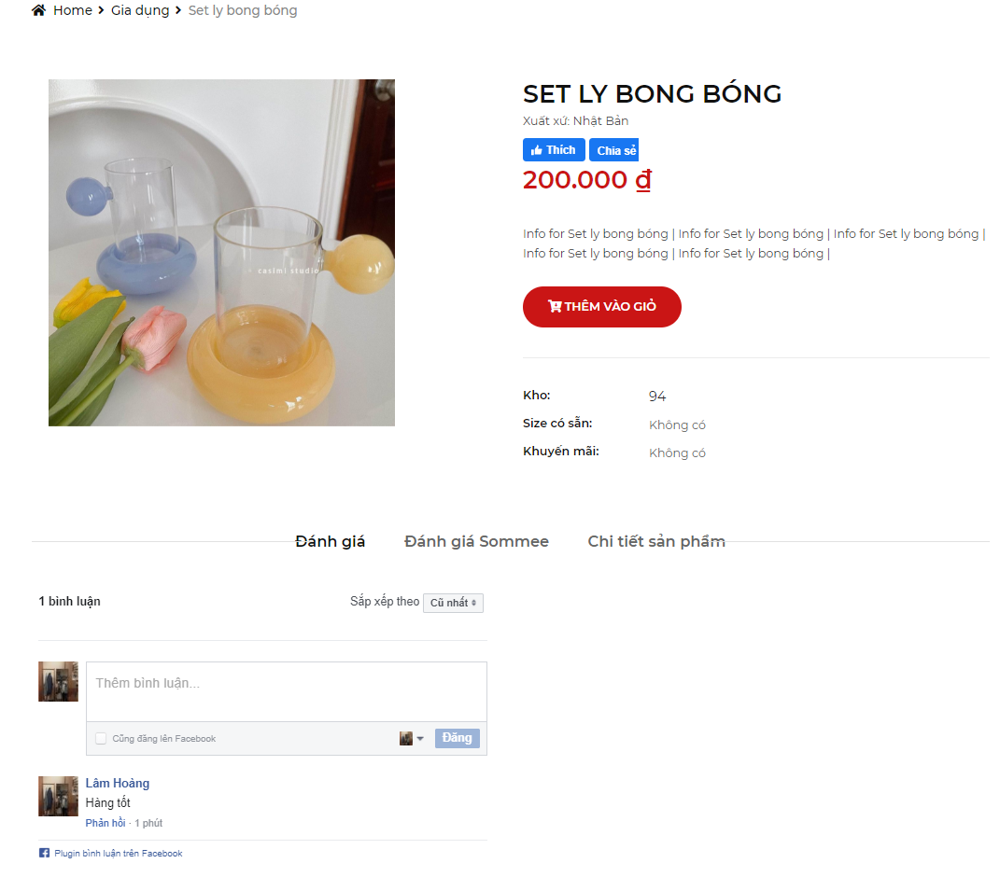 Home > Gia dụng > Set ly bong bóng
SET LY BONG BÓNG
Xuất xứ: Nhật Bản
Thích Chia sẻ
200.000 ₫
Info for Set ly bong bóng | Info for Set ly bong bóng | Info for Set ly bong bóng |
Info for Set ly bong bóng | Info for Set ly bong bóng |
casimi studio
THÊM VÀO GIỎ
Kho: 94
Size có sẵn: Không có
Khuyến mãi: Không có
Đánh giá Đánh giá Sommee Chi tiết sản phẩm
1 bình luận Sắp xếp theo Cũ nhất
Thêm bình luận...
Cũng đăng lên Facebook Đăng
Lâm Hoàng
Hàng tốt
Phản hồi · 1 phút
Plugin bình luận trên Facebook